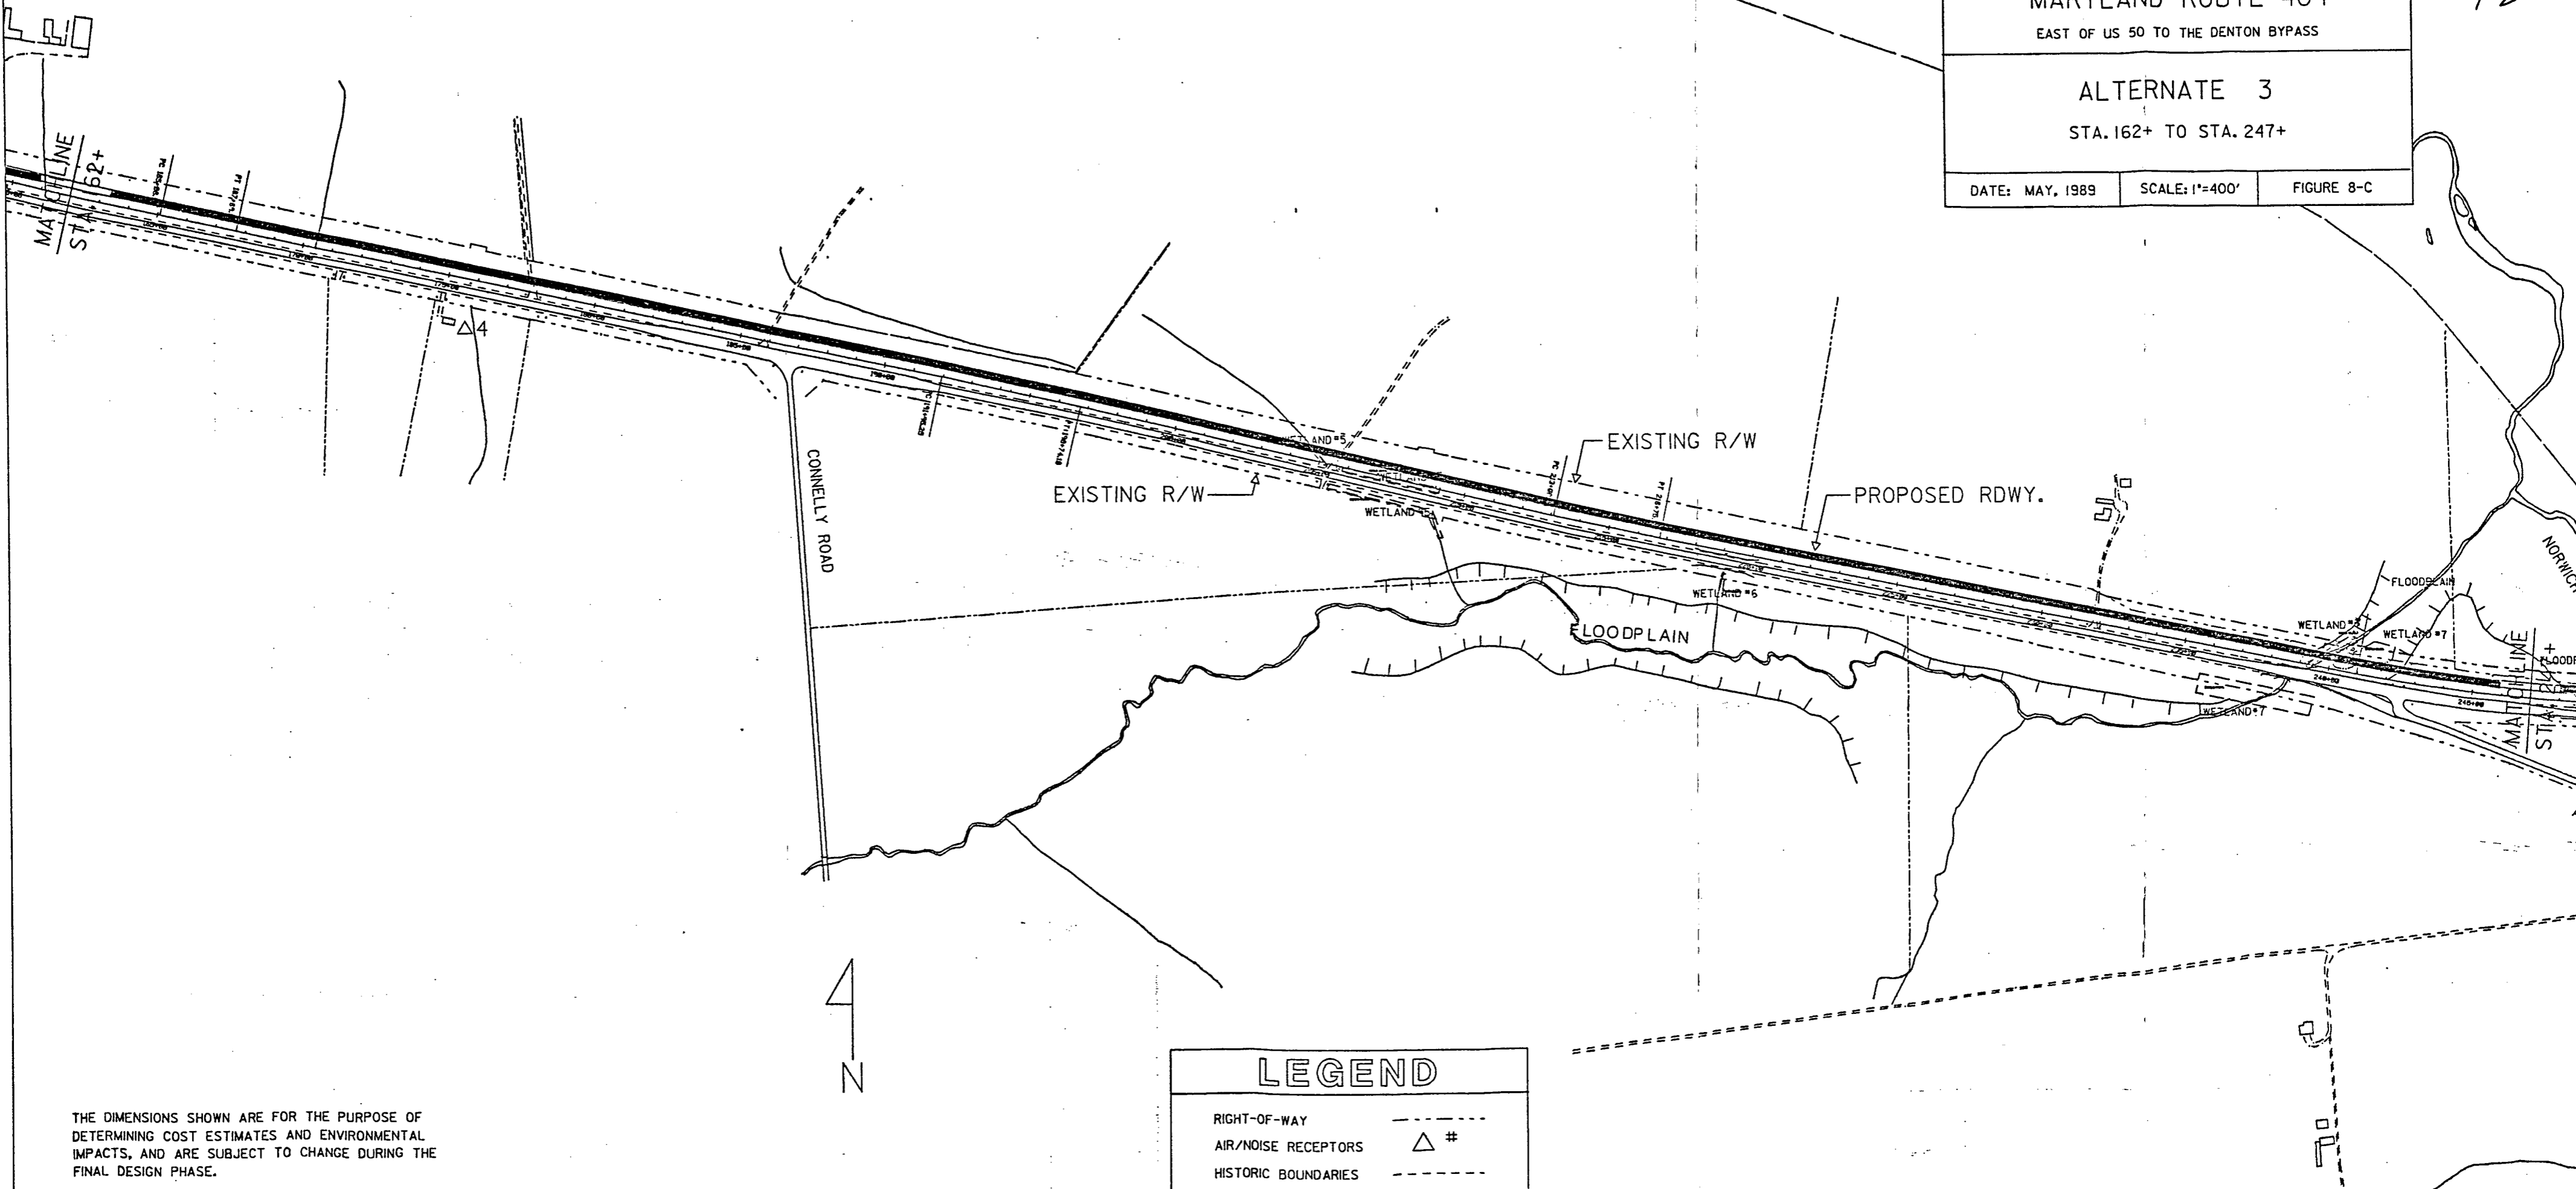 MARYLAND ROUTE 404
EAST OF US 50 TO THE DENTON BYPASS
ALTERNATE 3
STA. 162+ TO STA. 247+
DATE: MAY, 1989
SCALE: 1"=400'
FIGURE 8-C
MATCHLINE
STA. 162+
4
CONNELLY ROAD
EXISTING R/W
WETLAND #5
EXISTING R/W
PROPOSED RDWY.
WETLAND #6
FLOODPLAIN
FLOODPLAIN
WETLAND #7
WETLAND #7
240+00
245+00
MATCHLINE
N
LEGEND
RIGHT-OF-WAY
AIR/NOISE RECEPTORS #
HISTORIC BOUNDARIES
THE DIMENSIONS SHOWN ARE FOR THE PURPOSE OF
DETERMINING COST ESTIMATES AND ENVIRONMENTAL
IMPACTS, AND ARE SUBJECT TO CHANGE DURING THE
FINAL DESIGN PHASE.